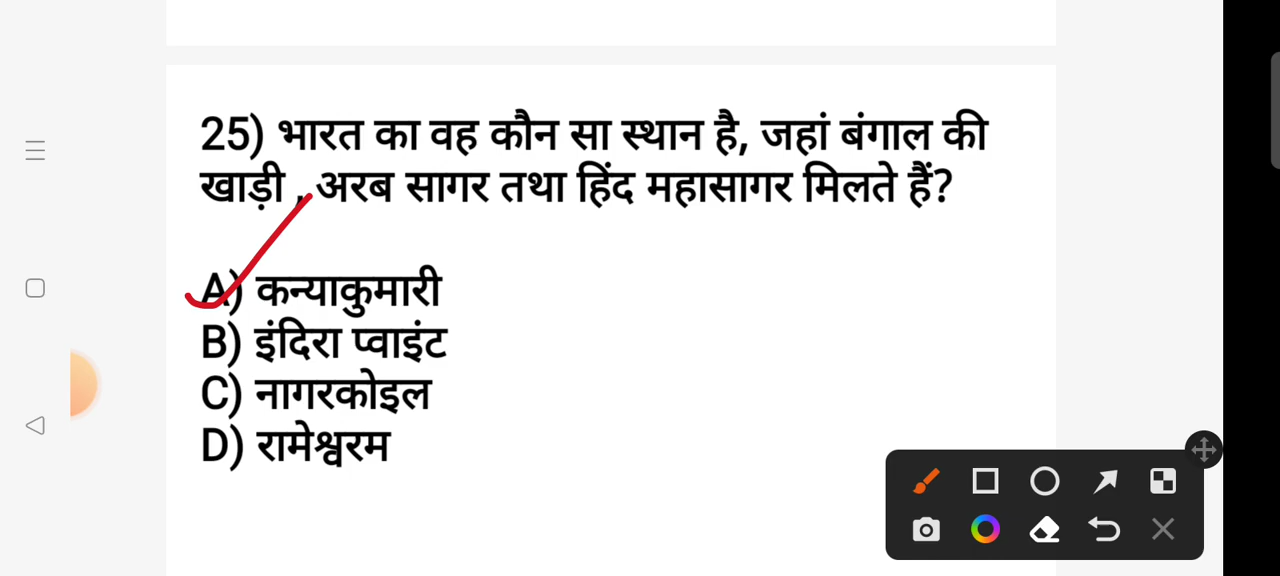 25) भारत का वह कौन सा स्थान है, जहां बंगाल की
खाड़ी , अरब सागर तथा हिंद महासागर मिलते हैं?
A) कन्याकुमारी
B) इंदिरा प्वाइंट
C) नागरकोइल
D) रामेश्वरम